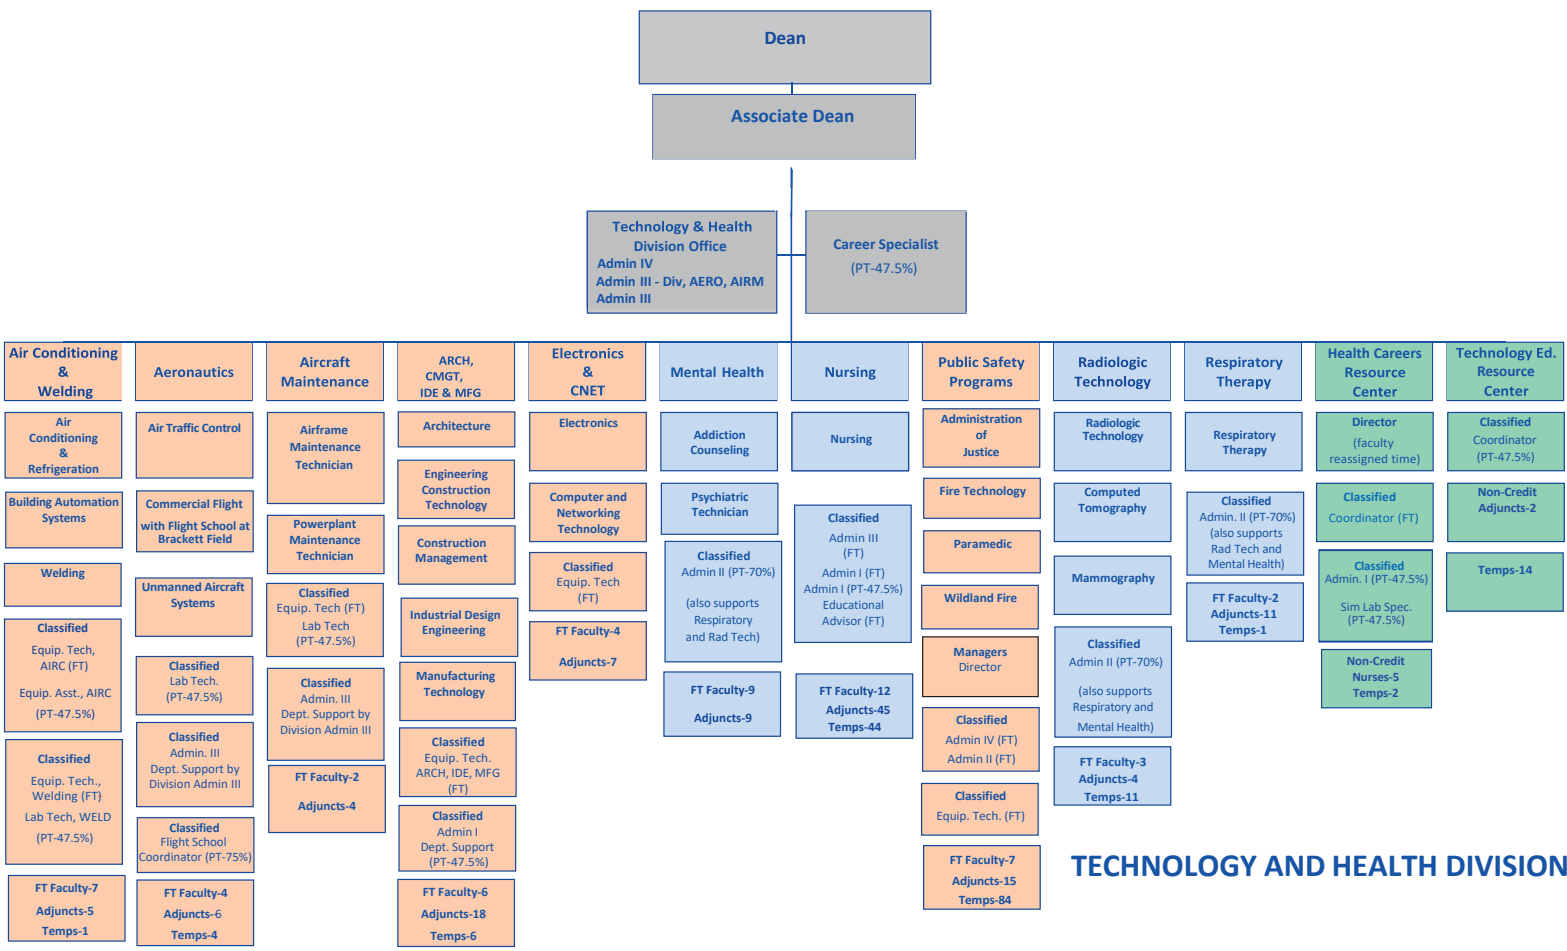 Dean
Associate Dean
Technology & Health
Division Office
Admin IV
Admin III - Div, AERO, AIRM
Admin III
Career Specialist
(PT-47.5%)
Air Conditioning
&
Welding
Air
Conditioning
&
Refrigeration
Building Automation
Systems
Welding
Classified
Equip. Tech,
AIRC (FT)
Equip. Asst., AIRC
(PT-47.5%)
Classified
Equip. Tech.,
Welding (FT)
Lab Tech, WELD
(PT-47.5%)
FT Faculty-7
Adjuncts-5
Temps-1
Aeronautics
Air Traffic Control
Commercial Flight
with Flight School at
Brackett Field
Unmanned Aircraft
Systems
Classified
Lab Tech.
(PT-47.5%)
Classified
Admin. III
Dept. Support by
Division Admin III
Classified
Flight School
Coordinator (PT-75%)
FT Faculty-4
Adjuncts-6
Temps-4
Aircraft
Maintenance
Airframe
Maintenance
Technician
Powerplant
Maintenance
Technician
Classified
Equip. Tech (FT)
Lab Tech
(PT-47.5%)
Classified
Admin. III
Dept. Support by
Division Admin III
FT Faculty-2
Adjuncts-4
ARCH,
CMGT,
IDE & MFG
Architecture
Engineering
Construction
Technology
Construction
Management
Industrial Design
Engineering
Manufacturing
Technology
Classified
Equip. Tech.
ARCH, IDE, MFG
(FT)
Classified
Admin I
Dept. Support
(PT-47.5%)
FT Faculty-6
Adjuncts-18
Temps-6
Electronics
&
CNET
Electronics
Computer and
Networking
Technology
Classified
Equip. Tech
(FT)
FT Faculty-4
Adjuncts-7
Mental Health
Addiction
Counseling
Psychiatric
Technician
Classified
Admin II (PT-70%)
(also supports
Respiratory
and Rad Tech)
FT Faculty-9
Adjuncts-9
Nursing
Nursing
Classified
Admin III
(FT)
Admin I (FT)
Admin I (PT-47.5%)
Educational
Advisor (FT)
FT Faculty-12
Adjuncts-45
Temps-44
Public Safety
Programs
Administration
of
Justice
Fire Technology
Paramedic
Wildland Fire
Managers
Director
Classified
Admin IV (FT)
Admin II (FT)
Classified
Equip. Tech. (FT)
FT Faculty-7
Adjuncts-15
Temps-84
Radiologic
Technology
Radiologic
Technology
Computed
Tomography
Mammography
Classified
Admin II (PT-70%)
(also supports
Respiratory and
Mental Health)
FT Faculty-3
Adjuncts-4
Temps-11
Respiratory
Therapy
Respiratory
Therapy
Classified
Admin. II (PT-70%)
(also supports
Rad Tech and
Mental Health)
FT Faculty-2
Adjuncts-11
Temps-1
Health Careers
Resource
Center
Director
(faculty
reassigned time)
Classified
Coordinator (FT)
Classified
Admin. I (PT-47.5%)
Sim Lab Spec.
(PT-47.5%)
Non-Credit
Nurses-5
Temps-2
Technology Ed.
Resource
Center
Classified
Coordinator
(PT-47.5%)
Non-Credit
Adjuncts-2
Temps-14
TECHNOLOGY AND HEALTH DIVISION